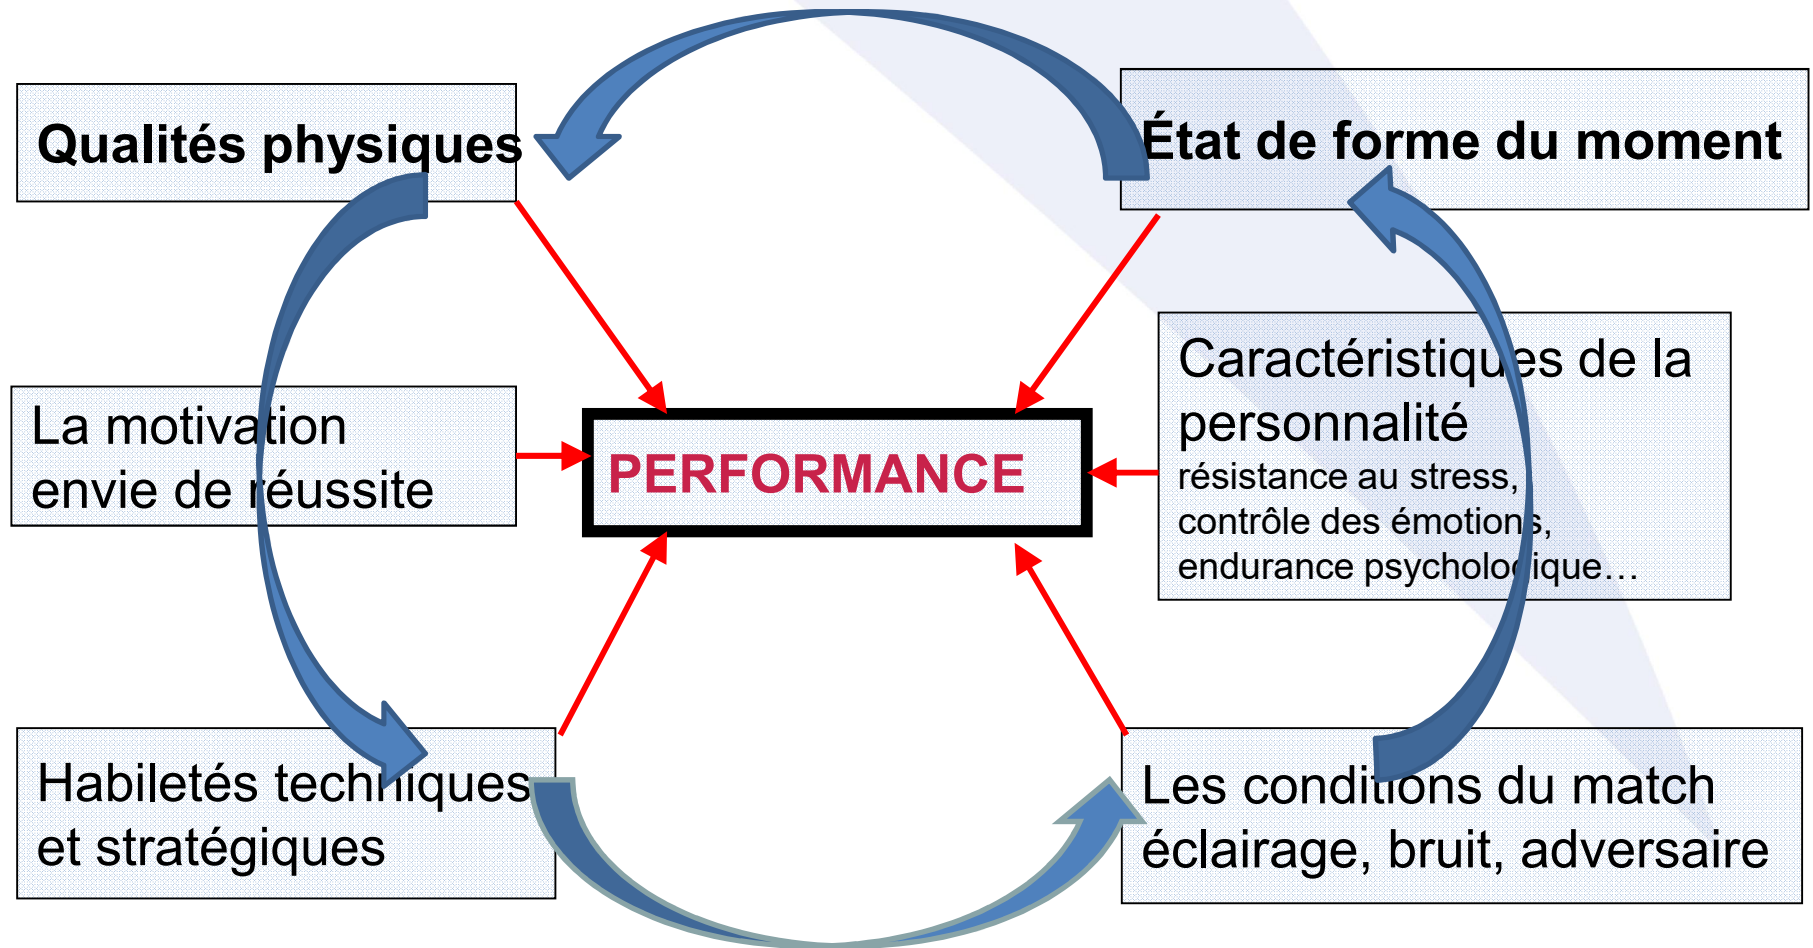 Qualités physiques
État de forme du moment
La motivation
envie de réussite
PERFORMANCE
Caractéristiques de la
personnalité
résistance au stress,
contrôle des émotions,
endurance psychologique…
Habiletés techniques
et stratégiques
Les conditions du match
éclairage, bruit, adversaire